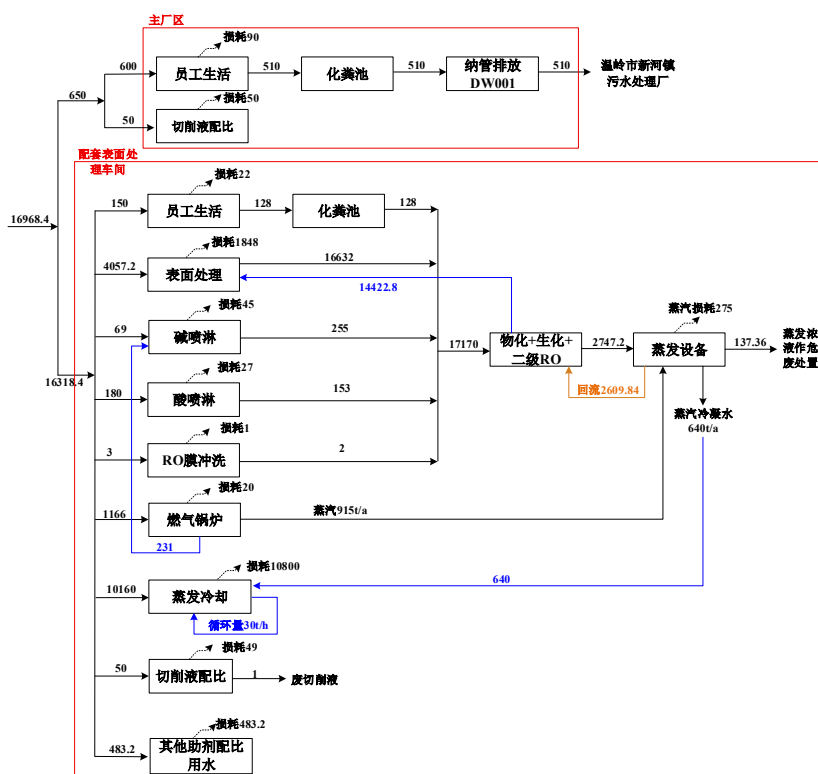 主厂区
损耗90
600
员工生活
510
化粪池
510
纳管排放
DW001
510
温岭市新河镇
污水处理厂
650
损耗50
50
切削液配比
配套表面处
理车间
损耗22
150
员工生活
128
化粪池
128
16968.4
损耗1848
4057.2
表面处理
16632
14422.8
损耗45
69
碱喷淋
255
17170
物化+生化+
二级RO
2747.2
蒸汽损耗275
蒸发设备
137.36
蒸发浓
液作危
废处置
16318.4
损耗27
180
酸喷淋
153
回流2609.84
蒸汽冷凝水
640t/a
损耗1
3
RO膜冲洗
2
损耗20
1166
燃气锅炉
蒸汽915t/a
231
损耗10800
10160
蒸发冷却
640
循环量30t/h
损耗49
50
切削液配比
1
废切削液
损耗483.2
483.2
其他助剂配比
用水